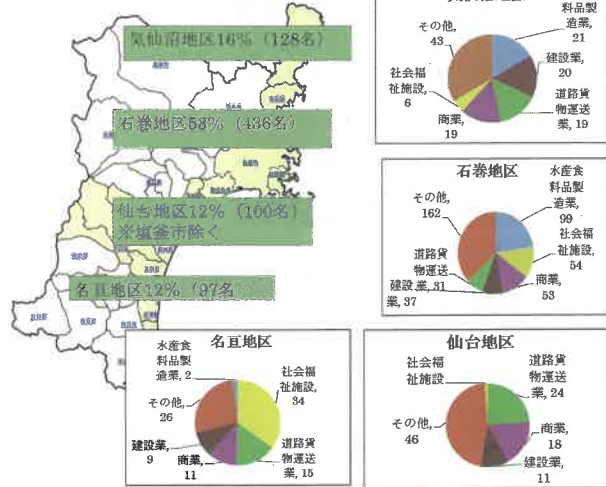 気仙沼地区16%（128名）
石巻地区53%（436名）
仙台地区12%（100名）
※塩釜市除く
名亘地区12%（97名
料品製
造業,
21
建設業,
20
道路貨
物運送
業, 19
商業,
19
社会福
祉施設,
6
その他,
43
石巻地区
水産食
料品製
造業,
99
社会福
祉施設,
54
商業,
53
建設業,
37
道路貨
物運送
業, 31
その他,
162
名亘地区
水産食
料品製
造業, 2
社会福
祉施設,
34
道路貨
物運送
業, 15
商業,
11
建設業,
9
その他,
26
仙台地区
社会福
祉施設
道路貨
物運送
業, 24
商業,
18
建設業,
11
その他,
46